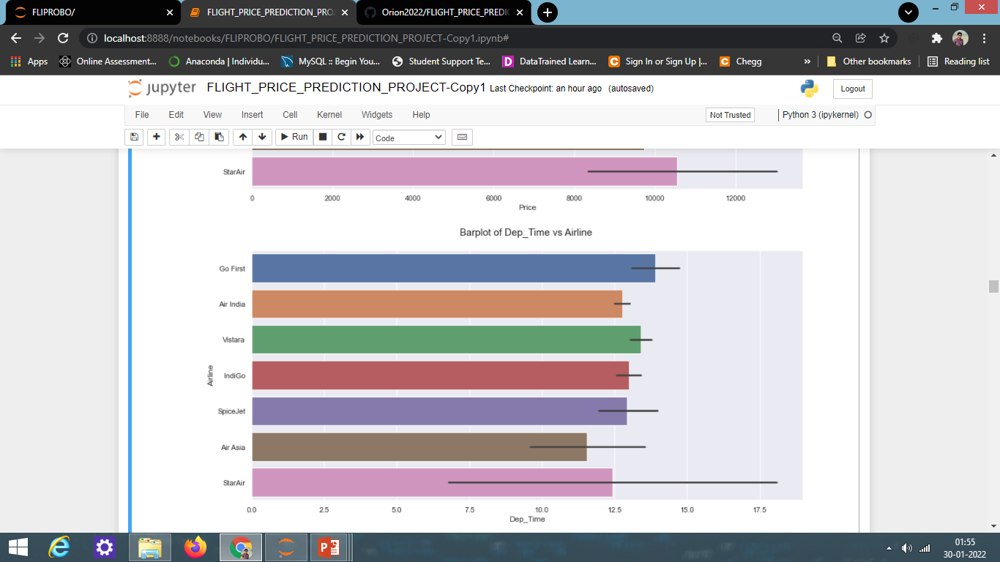 FLIPROBO/
FLIGHT_PRICE_PREDICTION_PRO
Orion2022/FLIGHT_PRICE_PREDIC
localhost:8888/notebooks/FLIPROBO/FLIGHT_PRICE_PREDICTION_PROJECT-Copy1.ipynb#
Apps Online Assessment... Anaconda | Individu... MySQL :: Begin You... Student Support Te... DataTrained Learn... Sign In or Sign Up |... Chegg » Other bookmarks Reading list
jupyter FLIGHT_PRICE_PREDICTION_PROJECT-Copy1 Last Checkpoint: an hour ago (autosaved) Logout
File Edit View Insert Cell Kernel Widgets Help Not Trusted Python 3 (ipykernel)
Run Code
StarAir
0 2000 4000 6000 8000 10000 12000
Price
Barplot of Dep_Time vs Airline
Go First
Air India
Vistara
Airline
IndiGo
SpiceJet
Air Asia
StarAir
0.0 2.5 5.0 7.5 10.0 12.5 15.0 17.5
Dep_Time
01:55
30-01-2022